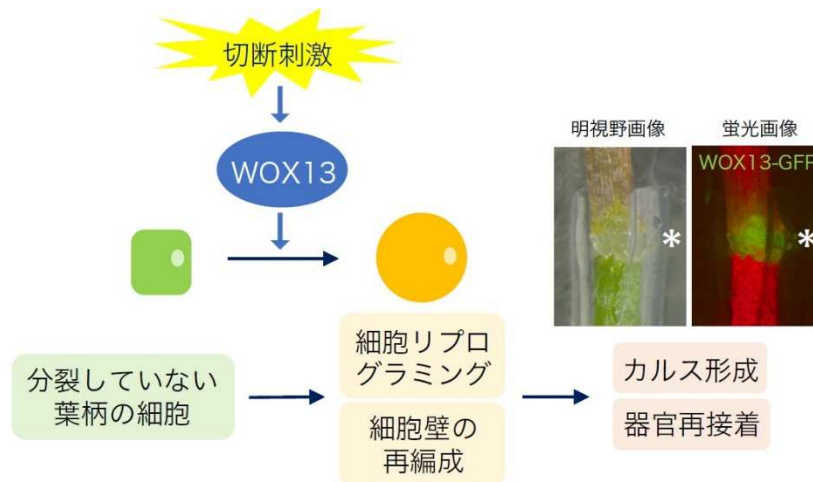 切断刺激
WOX13
明視野画像
蛍光画像
WOX13-GFP
*
*
分裂していない
葉柄の細胞
細胞リプロ
グラミング
細胞壁の
再編成
カルス形成
器官再接着